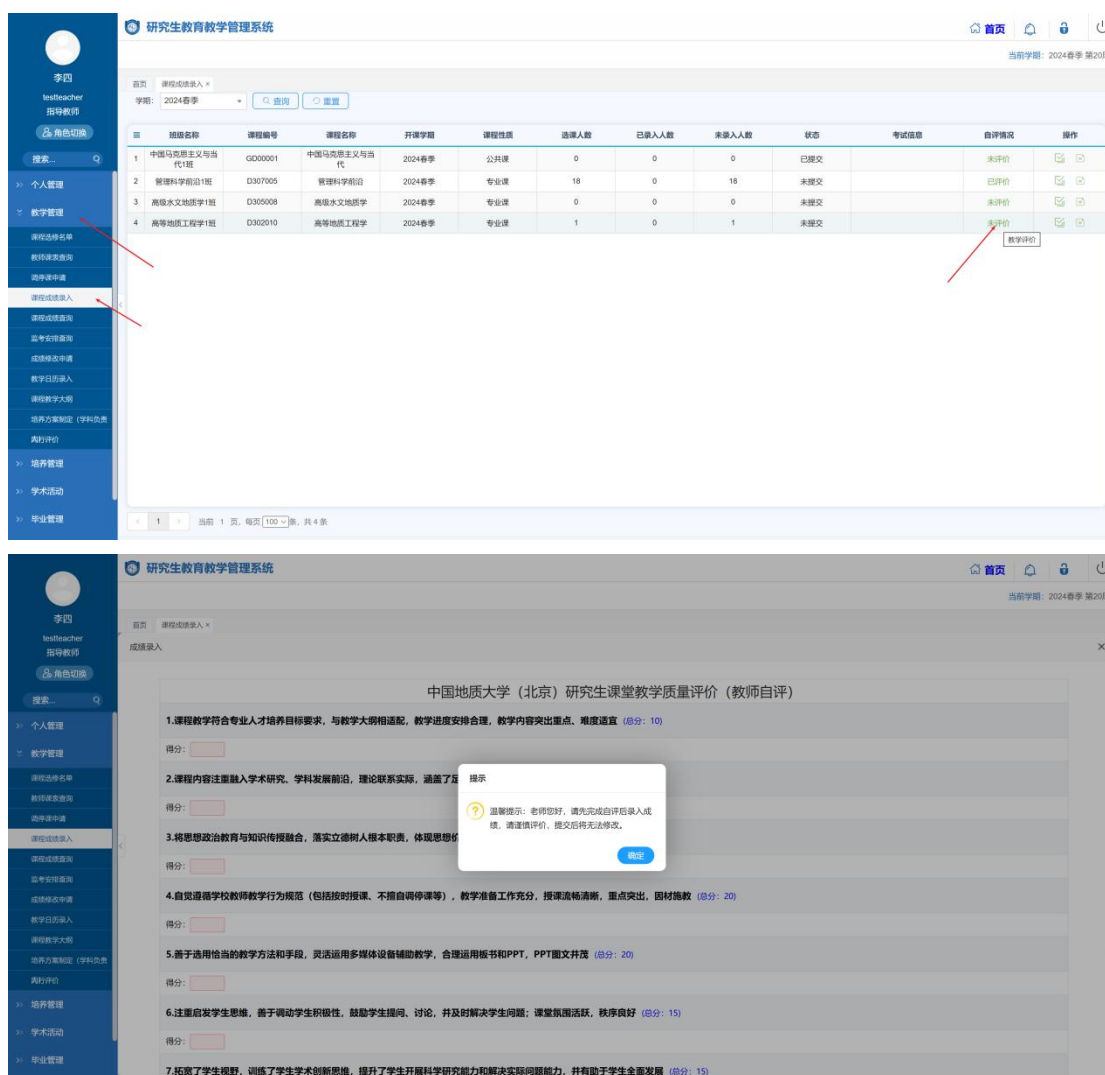 研究生教育教学管理系统
首页
当前学期: 2024春季 第20周
李四
testteacher
指导教师
角色切换
搜索...
个人管理
教学管理
课程选修名单
教师课表查询
调停课申请
课程成绩录入
课程成绩查询
监考安排查询
成绩修改申请
教学日历录入
课程教学大纲
培养方案制定（学科负责
同行评价
培养管理
学术活动
毕业管理
首页 课程成绩录入 ×
学期: 2024春季 查询 重置
班级名称 课程编号 课程名称 开课学期 课程性质 选课人数 已录入人数 未录入人数 状态 考试信息 自评情况 操作
1 中国马克思主义与当代1班 GD00001 中国马克思主义与当代 2024春季 公共课 0 0 0 已提交 未评价
2 管理科学前沿1班 D307005 管理科学前沿 2024春季 专业课 18 0 18 未提交 已评价
3 高级水文地质学1班 D305008 高级水文地质学 2024春季 专业课 0 0 0 未提交 未评价
4 高等地质工程学1班 D302010 高等地质工程学 2024春季 专业课 1 0 1 未提交 未评价
教学评价
1 当前 1 页, 每页 100 条, 共 4 条
研究生教育教学管理系统
首页
当前学期: 2024春季 第20周
李四
testteacher
指导教师
角色切换
搜索...
个人管理
教学管理
课程选修名单
教师课表查询
调停课申请
课程成绩录入
课程成绩查询
监考安排查询
成绩修改申请
教学日历录入
课程教学大纲
培养方案制定（学科负责
同行评价
培养管理
学术活动
毕业管理
首页 课程成绩录入 ×
成绩录入 ×
中国地质大学（北京）研究生课堂教学质量评价（教师自评）
1.课程教学符合专业人才培养目标要求，与教学大纲相适配，教学进度安排合理，教学内容突出重点、难度适宜 (总分: 10)
得分:
2.课程内容注重融入学术研究、学科发展前沿，理论联系实际，涵盖了足
得分:
3.将思想政治教育与知识传授融合，落实立德树人根本职责，体现思想价
得分:
4.自觉遵循学校教师教学行为规范（包括按时授课、不擅自调停课等），教学准备工作充分，授课流畅清晰，重点突出，因材施教 (总分: 20)
得分:
5.善于选用恰当的教学方法和手段，灵活运用多媒体设备辅助教学，合理运用板书和PPT，PPT图文并茂 (总分: 20)
得分:
6.注重启发学生思维，善于调动学生积极性，鼓励学生提问、讨论，并及时解决学生问题；课堂氛围活跃，秩序良好 (总分: 15)
得分:
7.拓宽了学生视野，训练了学生学术创新思维，提升了学生开展科学研究能力和解决实际问题能力，并有助于学生全面发展 (总分: 15)
提示
温馨提示：老师您好，请先完成自评后录入成
绩，请谨慎评价，提交后将无法修改。
确定